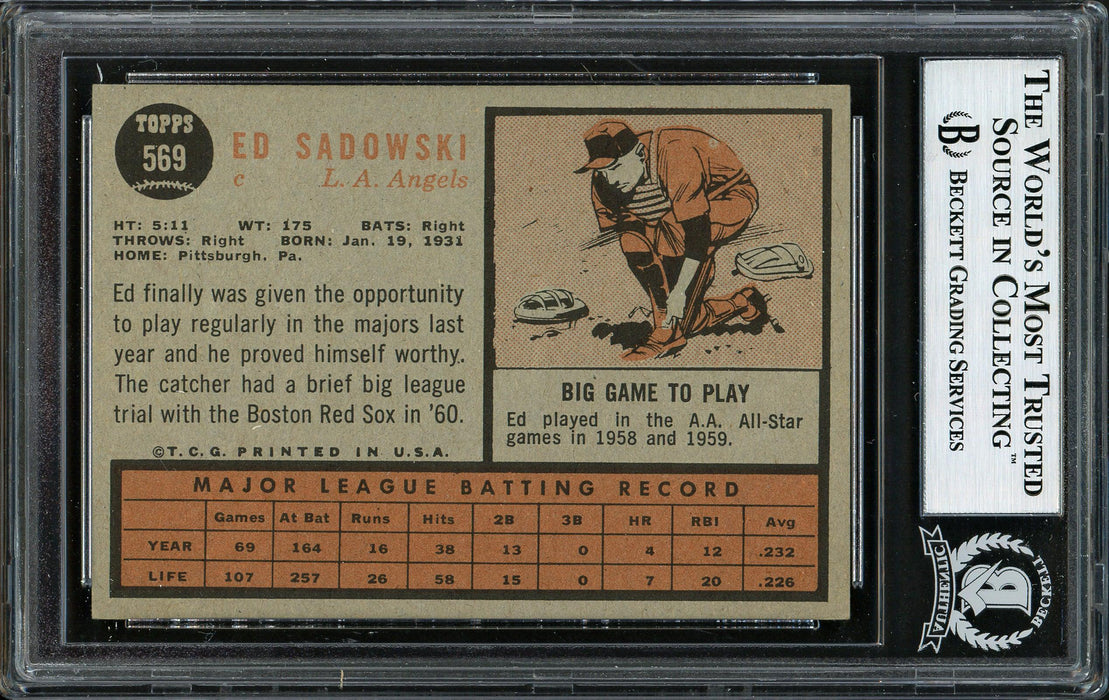 TOPPS
569
ED SADOWSKI
c L. A. Angels
HT: 5:11 WT: 175 BATS: Right
THROWS: Right BORN: Jan. 19, 1931
HOME: Pittsburgh, Pa.
Ed finally was given the opportunity
to play regularly in the majors last
year and he proved himself worthy.
The catcher had a brief big league
trial with the Boston Red Sox in '60.
©T.C.G. PRINTED IN U.S.A.
BIG GAME TO PLAY
Ed played in the A.A. All-Star
games in 1958 and 1959.
MAJOR LEAGUE BATTING RECORD
Games At Bat Runs Hits 2B 3B HR RBI Avg
YEAR 69 164 16 38 13 0 4 12 .232
LIFE 107 257 26 58 15 0 7 20 .226
THE WORLD'S MOST TRUSTED
SOURCE IN COLLECTING™
B BECKETT GRADING SERVICES
AUTHENTIC
B
BECKETT